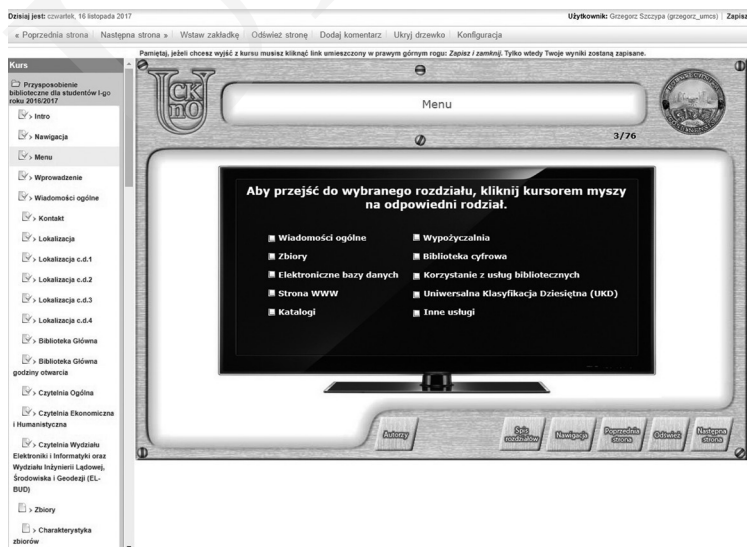 Dzisiaj jest: czwartek, 16 listopada 2017
Użytkownik: Grzegorz Szczypa (grzegorz_umcs) | Zapisz
« Poprzednia strona | Następna strona » | Wstaw zakładkę | Odśwież stronę | Dodaj komentarz | Ukryj drzewko | Konfiguracja
Pamiętaj, jeżeli chcesz wyjść z kursu musisz kliknąć link umieszczony w prawym górnym rogu: Zapisz i zamknij. Tylko wtedy Twoje wyniki zostaną zapisane.
Kurs
Przysposobienie
biblioteczne dla studentów I-go
roku 2016/2017
> Intro
> Nawigacja
> Menu
> Wprowadzenie
> Wiadomości ogólne
> Kontakt
> Lokalizacja
> Lokalizacja c.d.1
> Lokalizacja c.d.2
> Lokalizacja c.d.3
> Lokalizacja c.d.4
> Biblioteka Główna
> Biblioteka Główna
godziny otwarcia
> Czytelnia Ogólna
> Czytelnia Ekonomiczna
i Humanistyczna
> Czytelnia Wydziału
Elektroniki i Informatyki oraz
Wydziału Inżynierii Lądowej,
Środowiska i Geodezji (EL-
BUD)
> Zbiory
> Charakterystyka
zbiorów
U CK NO
Menu
3/76
Aby przejść do wybranego rozdziału, kliknij kursorem myszy
na odpowiedni rodział.
Wiadomości ogólne
Zbiory
Elektroniczne bazy danych
Strona WWW
Katalogi
Wypożyczalnia
Biblioteka cyfrowa
Korzystanie z usług bibliotecznych
Uniwersalna Klasyfikacja Dziesiętna (UKD)
Inne usługi
Autorzy
Spis
rozdziałów
Nawigacja
Poprzednia
strona
Odśwież
Następna
strona